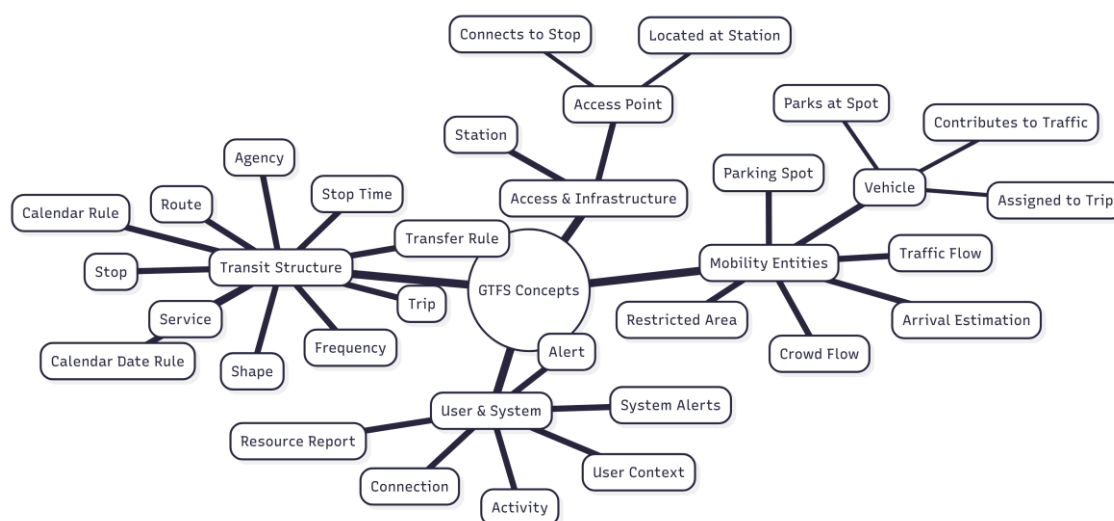 Connects to Stop
Located at Station
Access Point
Parks at Spot
Contributes to Traffic
Station
Agency
Parking Spot
Vehicle
Stop Time
Access & Infrastructure
Assigned to Trip
Route
Calendar Rule
Transfer Rule
Traffic Flow
Transit Structure
Mobility Entities
Stop
GTFS Concepts
Trip
Service
Restricted Area
Arrival Estimation
Frequency
Alert
Crowd Flow
Calendar Date Rule
Shape
User & System
System Alerts
Resource Report
User Context
Connection
Activity